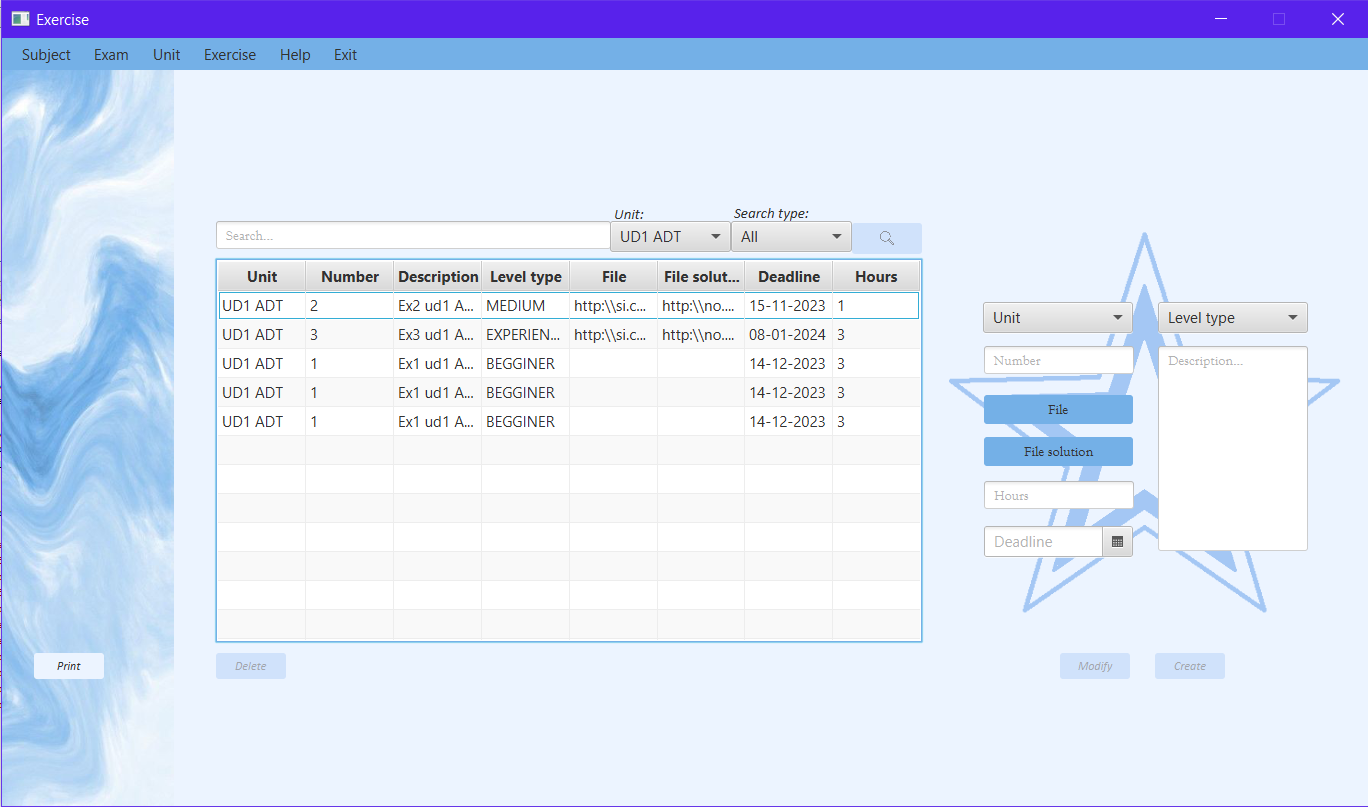 Exercise
Subject Exam Unit Exercise Help Exit
Unit: Search type:
Search... UD1 ADT All
Unit Number Description Level type File File solut... Deadline Hours
UD1 ADT 2 Ex2 ud1 A... MEDIUM http:\\si.c... http:\\no.... 15-11-2023 1
UD1 ADT 3 Ex3 ud1 A... EXPERIEN... http:\\si.c... http:\\no.... 08-01-2024 3
UD1 ADT 1 Ex1 ud1 A... BEGGINER 14-12-2023 3
UD1 ADT 1 Ex1 ud1 A... BEGGINER 14-12-2023 3
UD1 ADT 1 Ex1 ud1 A... BEGGINER 14-12-2023 3
Unit Level type
Number Description...
File
File solution
Hours
Deadline
Print Delete Modify Create